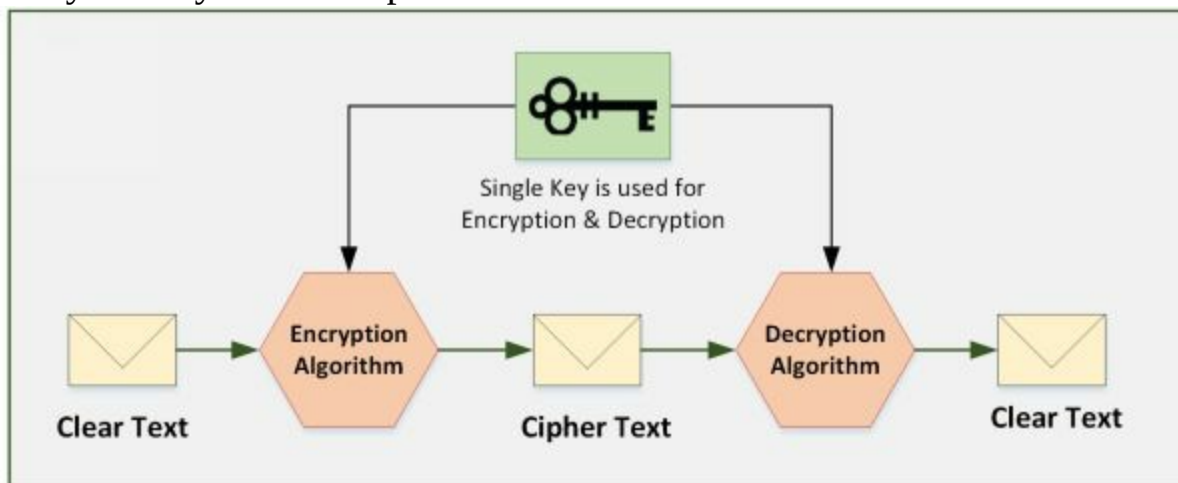 Single Key is used for
Encryption & Decryption
Encryption
Algorithm
Decryption
Algorithm
Clear Text
Cipher Text
Clear Text